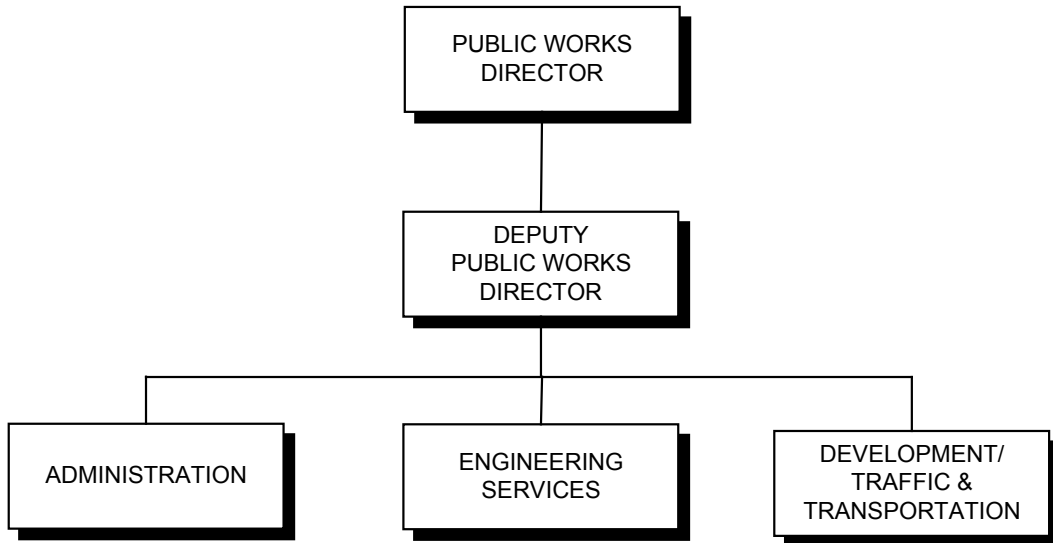 PUBLIC WORKS
DIRECTOR
DEPUTY
PUBLIC WORKS
DIRECTOR
ADMINISTRATION
ENGINEERING
SERVICES
DEVELOPMENT/
TRAFFIC &
TRANSPORTATION